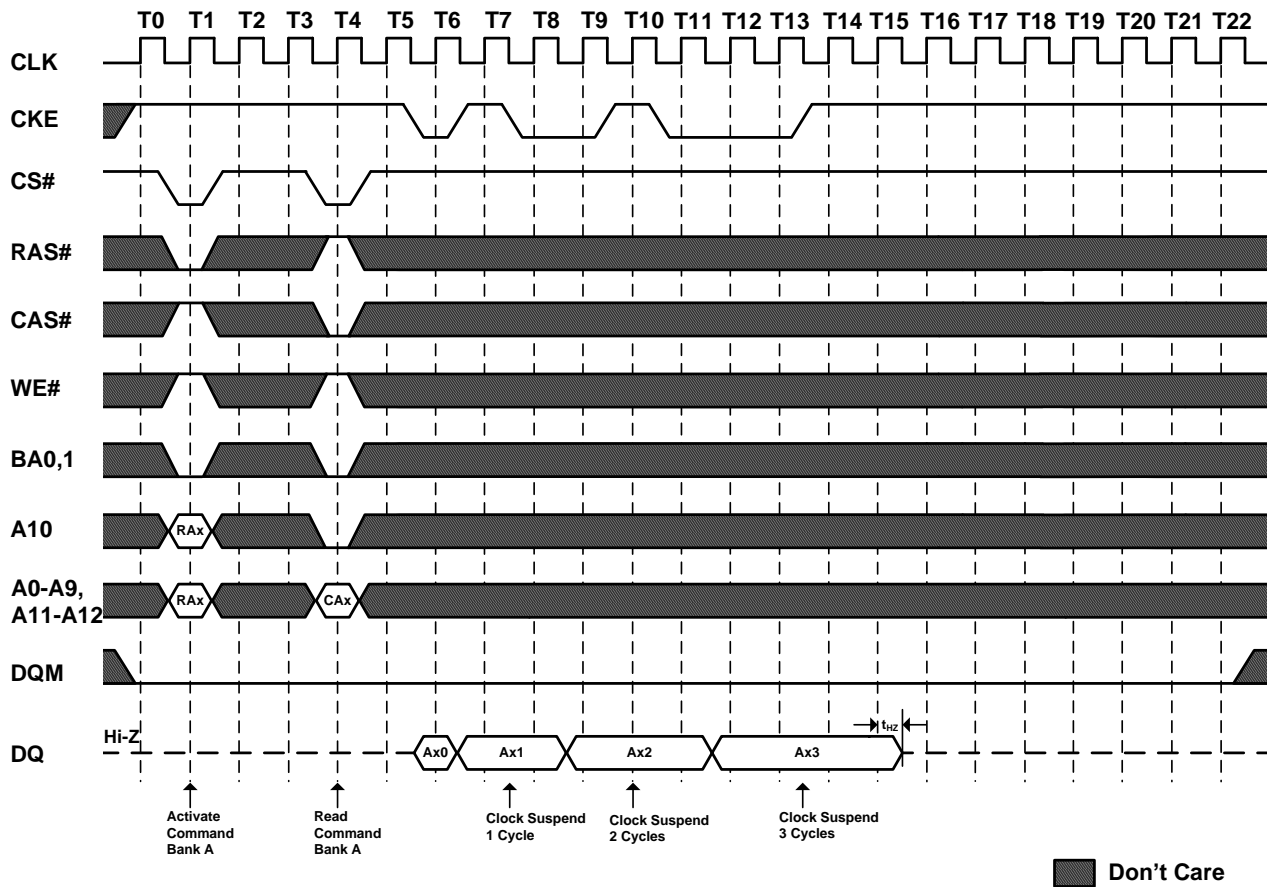 T0 T1 T2 T3 T4 T5 T6 T7 T8 T9 T10 T11 T12 T13 T14 T15 T16 T17 T18 T19 T20 T21 T22
CLK
CKE
CS#
RAS#
CAS#
WE#
BA0,1
A10
RAx
A0-A9,
A11-A12
RAx
CAx
DQM
DQ
Hi-Z
Ax0
Ax1
Ax2
Ax3
tHZ
Activate
Command
Bank A
Read
Command
Bank A
Clock Suspend
1 Cycle
Clock Suspend
2 Cycles
Clock Suspend
3 Cycles
Don't Care